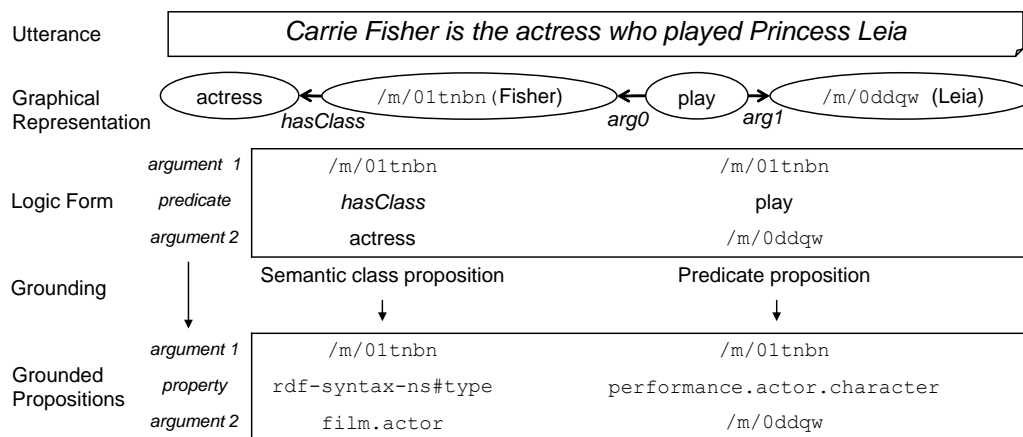 Utterance
Carrie Fisher is the actress who played Princess Leia
Graphical
Representation
actress
hasClass
/m/01tnbn (Fisher)
arg0
play
arg1
/m/0ddqw (Leia)
Logic Form
argument 1 /m/01tnbn /m/01tnbn
predicate hasClass play
argument 2 actress /m/0ddqw
Grounding
Semantic class proposition Predicate proposition
Grounded
Propositions
argument 1 /m/01tnbn /m/01tnbn
property rdf-syntax-ns#type performance.actor.character
argument 2 film.actor /m/0ddqw